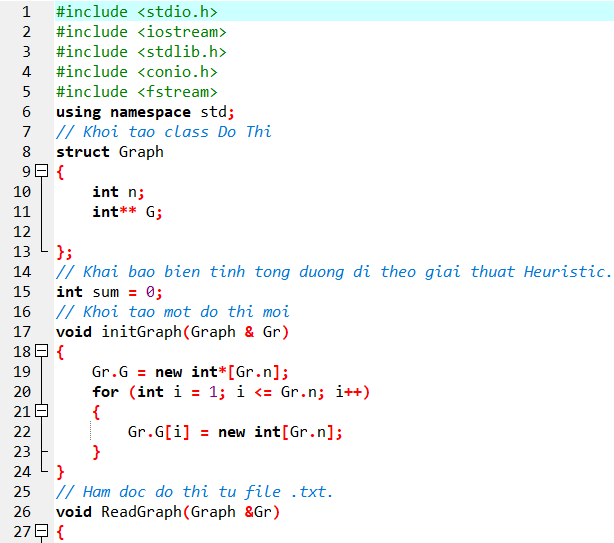 1 #include <stdio.h>
2 #include <iostream>
3 #include <stdlib.h>
4 #include <conio.h>
5 #include <fstream>
6 using namespace std;
7 // Khoi tao class Do Thi
8 struct Graph
9 {
10 int n;
11 int** G;
12
13 };
14 // Khai bao bien tinh tong duong di theo giai thuat Heuristic.
15 int sum = 0;
16 // Khoi tao mot do thi moi
17 void initGraph(Graph & Gr)
18 {
19 Gr.G = new int*[Gr.n];
20 for (int i = 1; i <= Gr.n; i++)
21 {
22 Gr.G[i] = new int[Gr.n];
23 }
24 }
25 // Ham doc do thi tu file .txt.
26 void ReadGraph(Graph &Gr)
27 {